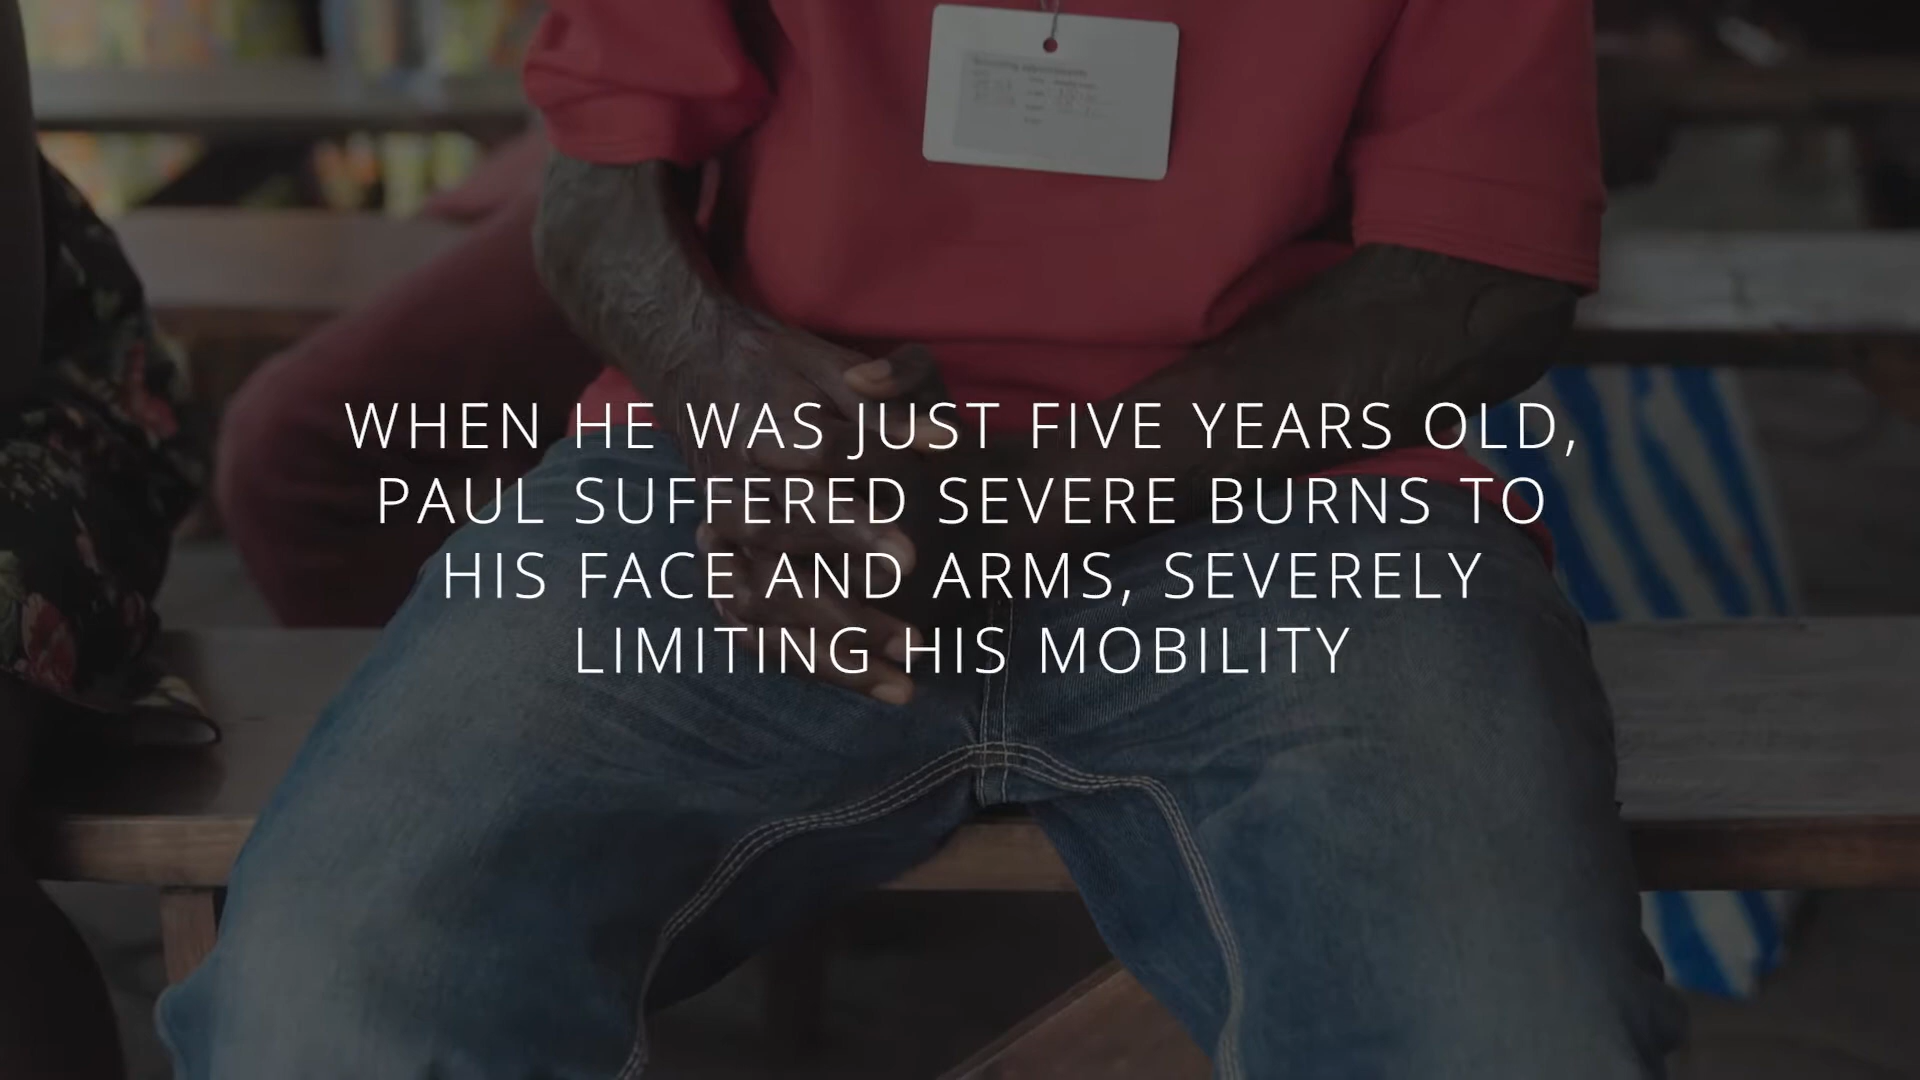 WHEN HE WAS JUST FIVE YEARS OLD,
PAUL SUFFERED SEVERE BURNS TO
HIS FACE AND ARMS, SEVERELY
LIMITING HIS MOBILITY